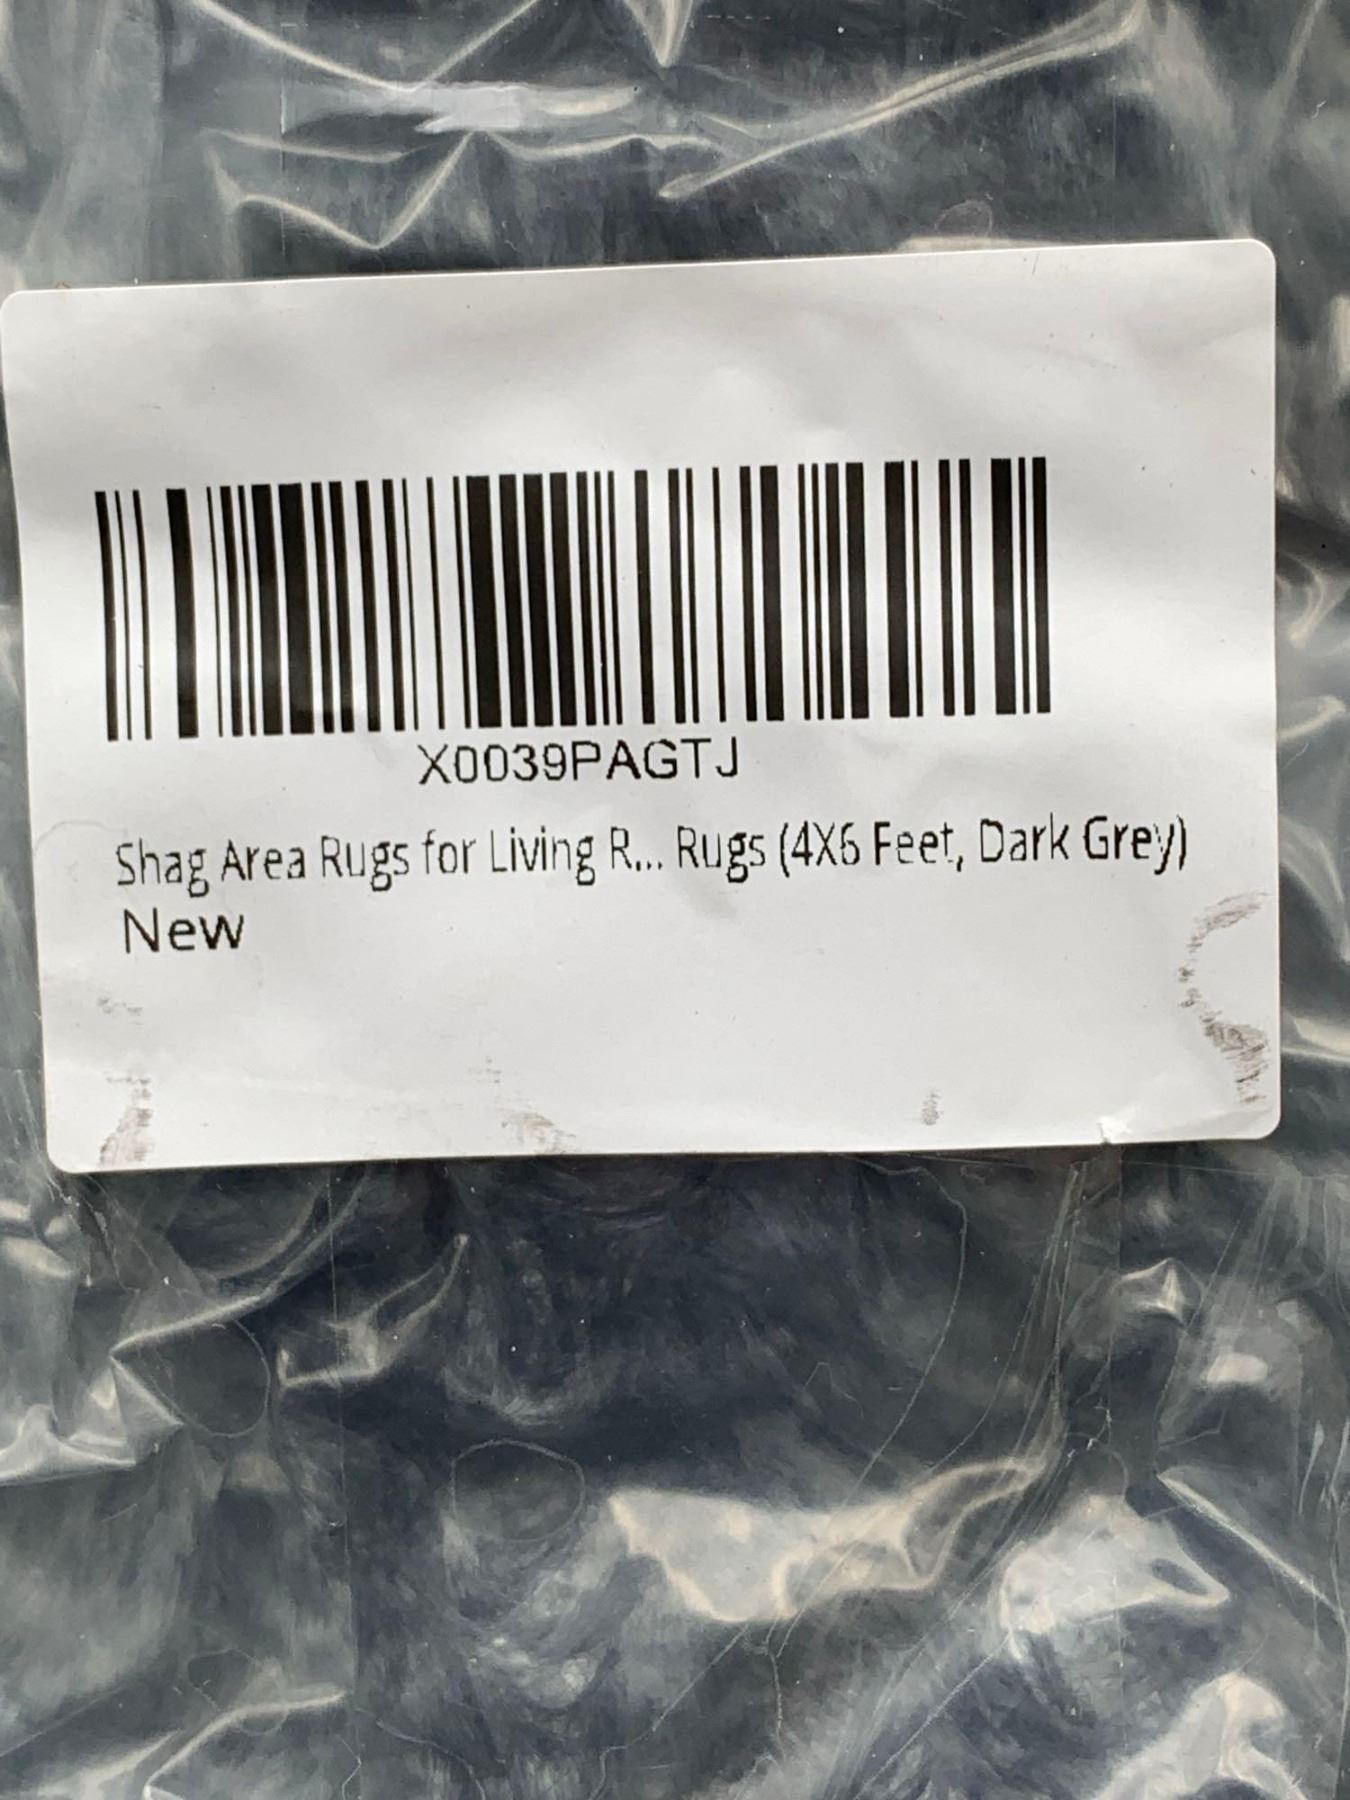 X0039PAGTJ
Shag Area Rugs for Living R... Rugs (4X6 Feet, Dark Grey)
New